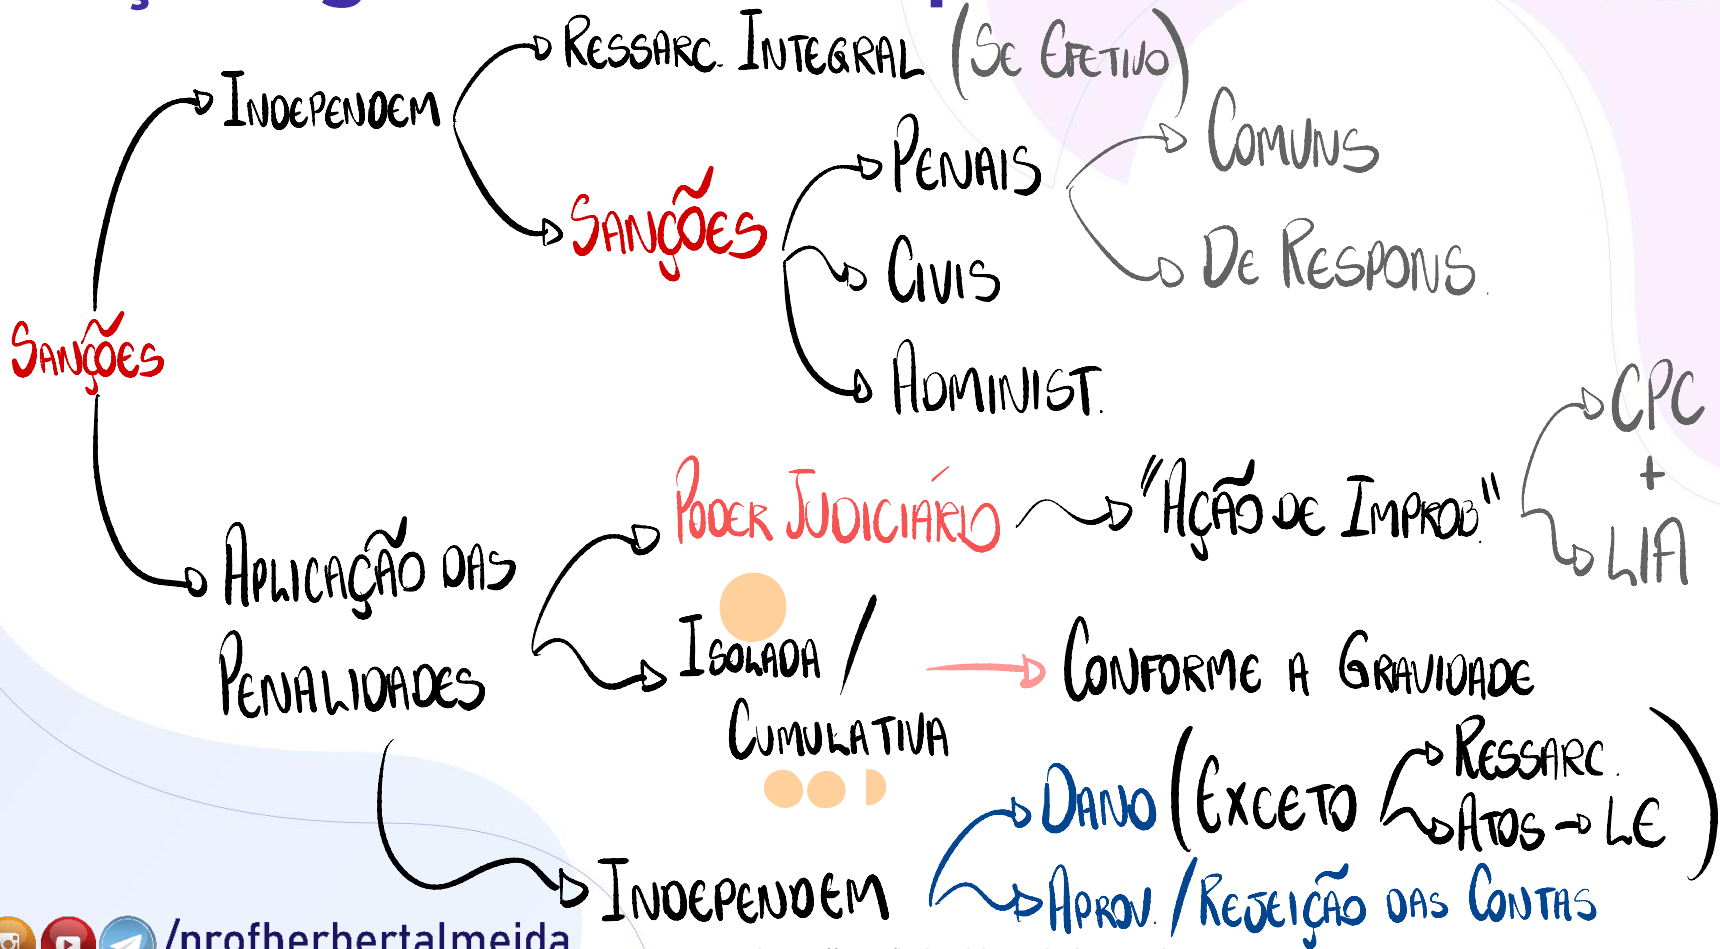 RESSARC. INTEGRAL (SE EFETIVO)
INDEPENDEM
COMUNS
PENAIS
SANÇÕES
CIVIS
DE RESPONS.
SANÇÕES
ADMINIST.
CPC
+
LIA
PODER JUDICIÁRIO
"AÇÃO DE IMPROB."
APLICAÇÃO DAS
PENALIDADES
ISOLADA /
CUMULATIVA
CONFORME A GRAVIDADE
DANO (EXCETO
RESSARC.
ATOS → LE )
INDEPENDEM
APROV. / REJEIÇÃO DAS CONTAS
/profherbertalmeida